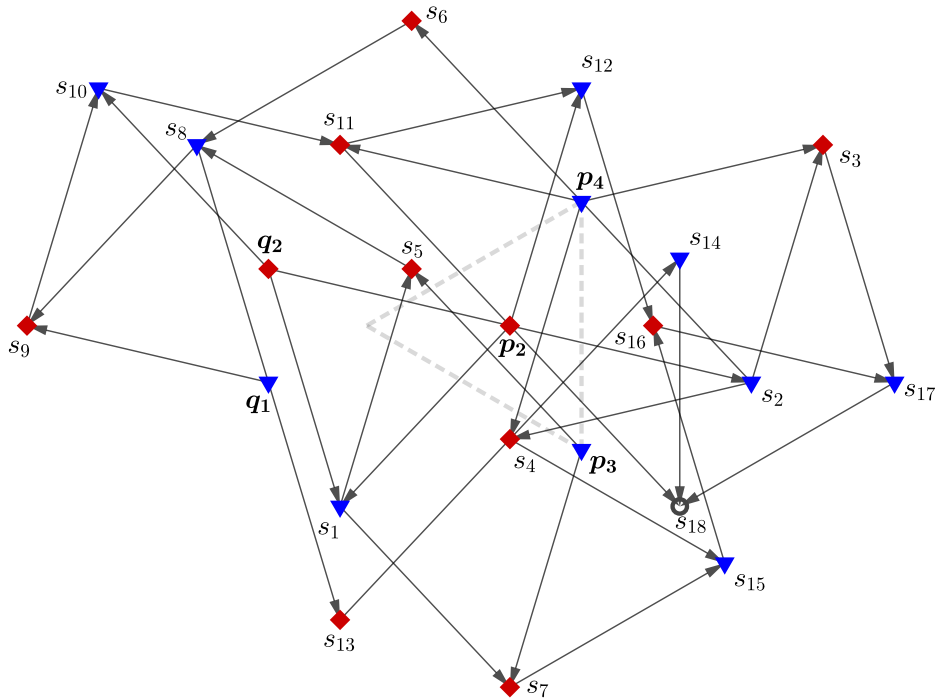 s₆
s₁₀
s₁₂
s₈
s₁₁
s₃
p₄
q₂
s₅
s₁₄
s₉
p₂
s₁₆
q₁
s₂
s₁₇
s₄
p₃
s₁
s₁₈
s₁₅
s₁₃
s₇